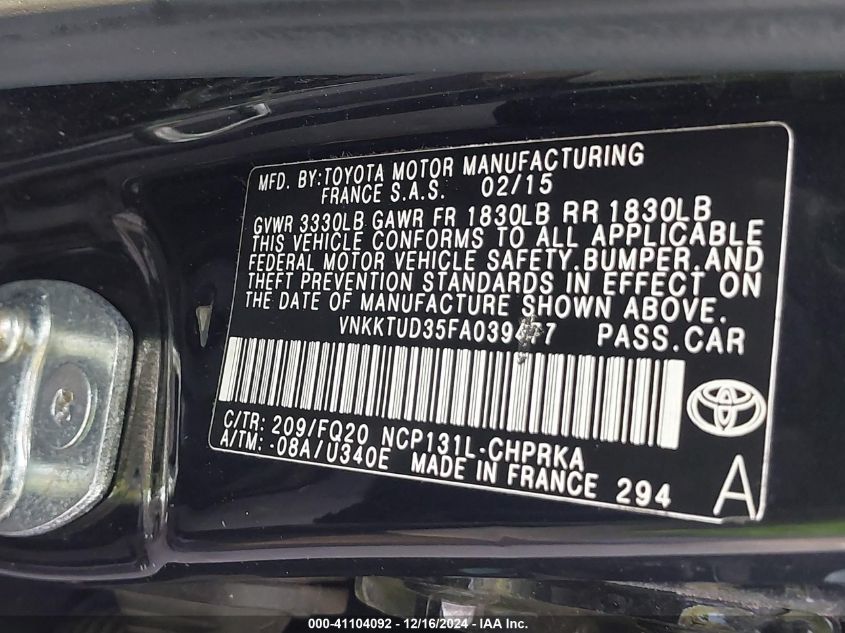 MFD. BY:TOYOTA MOTOR MANUFACTURING
FRANCE S.A.S. 02/15
GVWR 3330LB GAWR FR 1830LB RR 1830LB
THIS VEHICLE CONFORMS TO ALL APPLICABLE
FEDERAL MOTOR VEHICLE SAFETY, BUMPER, AND
THEFT PREVENTION STANDARDS IN EFFECT ON
THE DATE OF MANUFACTURE SHOWN ABOVE.
PASS.CAR
C/TR: 209/FQ20 NCP131L-CHPRKA
A/TM: -08A/U340E MADE IN FRANCE 294
A
000-41104092 - 12/16/2024 - IAA Inc.